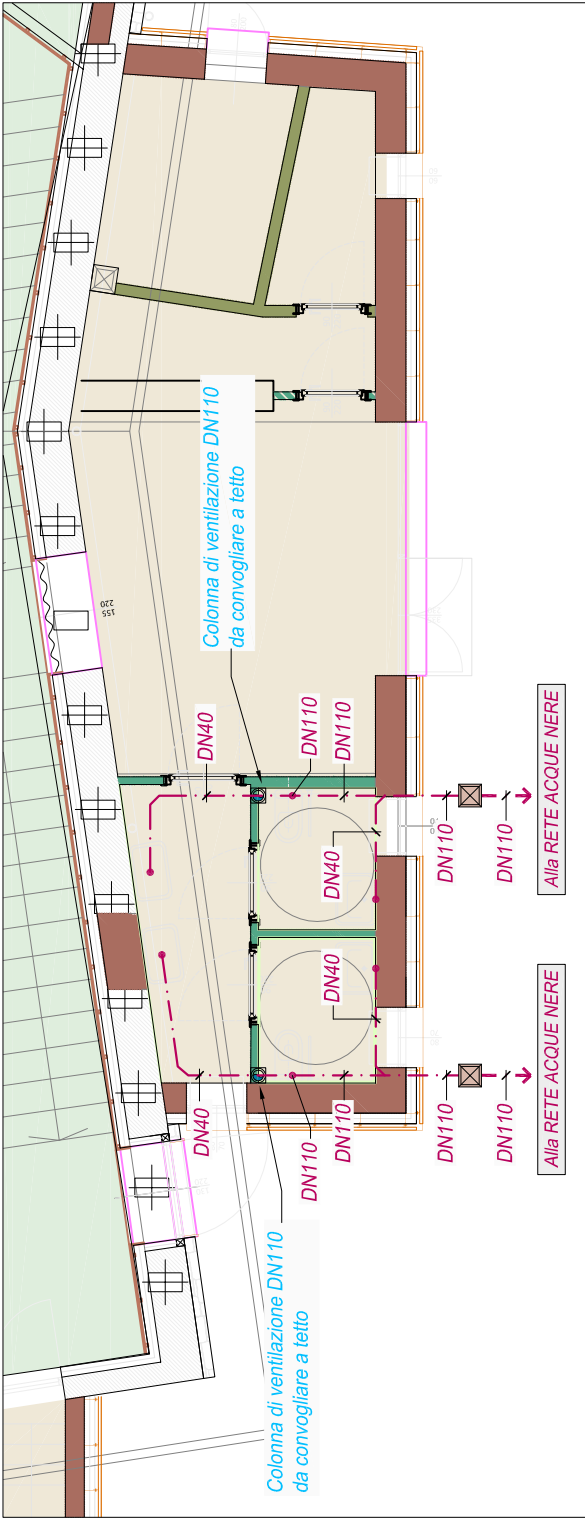 Colonna di ventilazione DN110
da convogliare a tetto
DN40
DN110
DN110
DN40
DN110
DN110
Alla RETE ACQUE NERE
DN40
DN40
DN110
DN110
DN110
DN110
Alla RETE ACQUE NERE
Colonna di ventilazione DN110
da convogliare a tetto
155
220